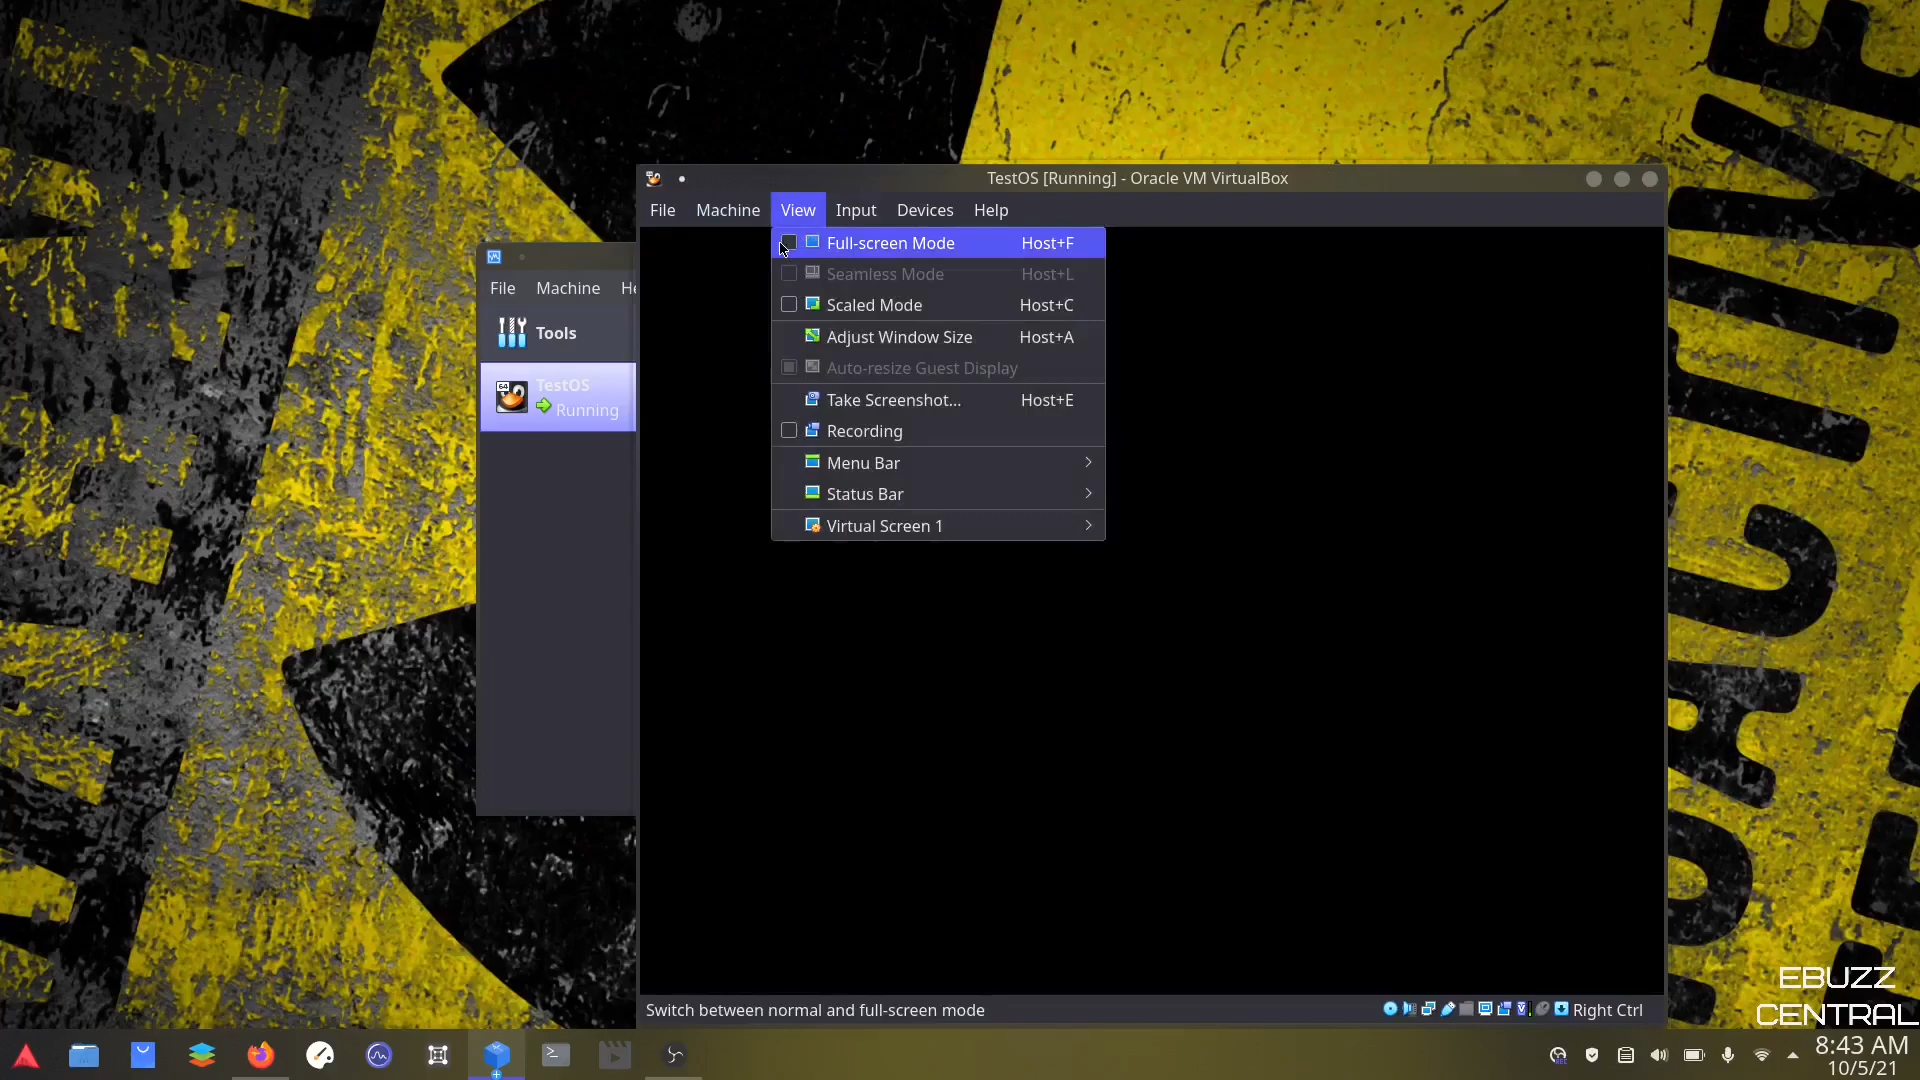 TestOS [Running] - Oracle VM VirtualBox
File Machine View Input Devices Help
Full-screen Mode Host+F
Seamless Mode Host+L
Scaled Mode Host+C
Adjust Window Size Host+A
Auto-resize Guest Display
Take Screenshot... Host+E
Recording
Menu Bar
Status Bar
Virtual Screen 1
File Machine He
Tools
64
TestOS
Running
Switch between normal and full-screen mode
Right Ctrl
EBUZZ
CENTRAL
8:43 AM
10/5/21